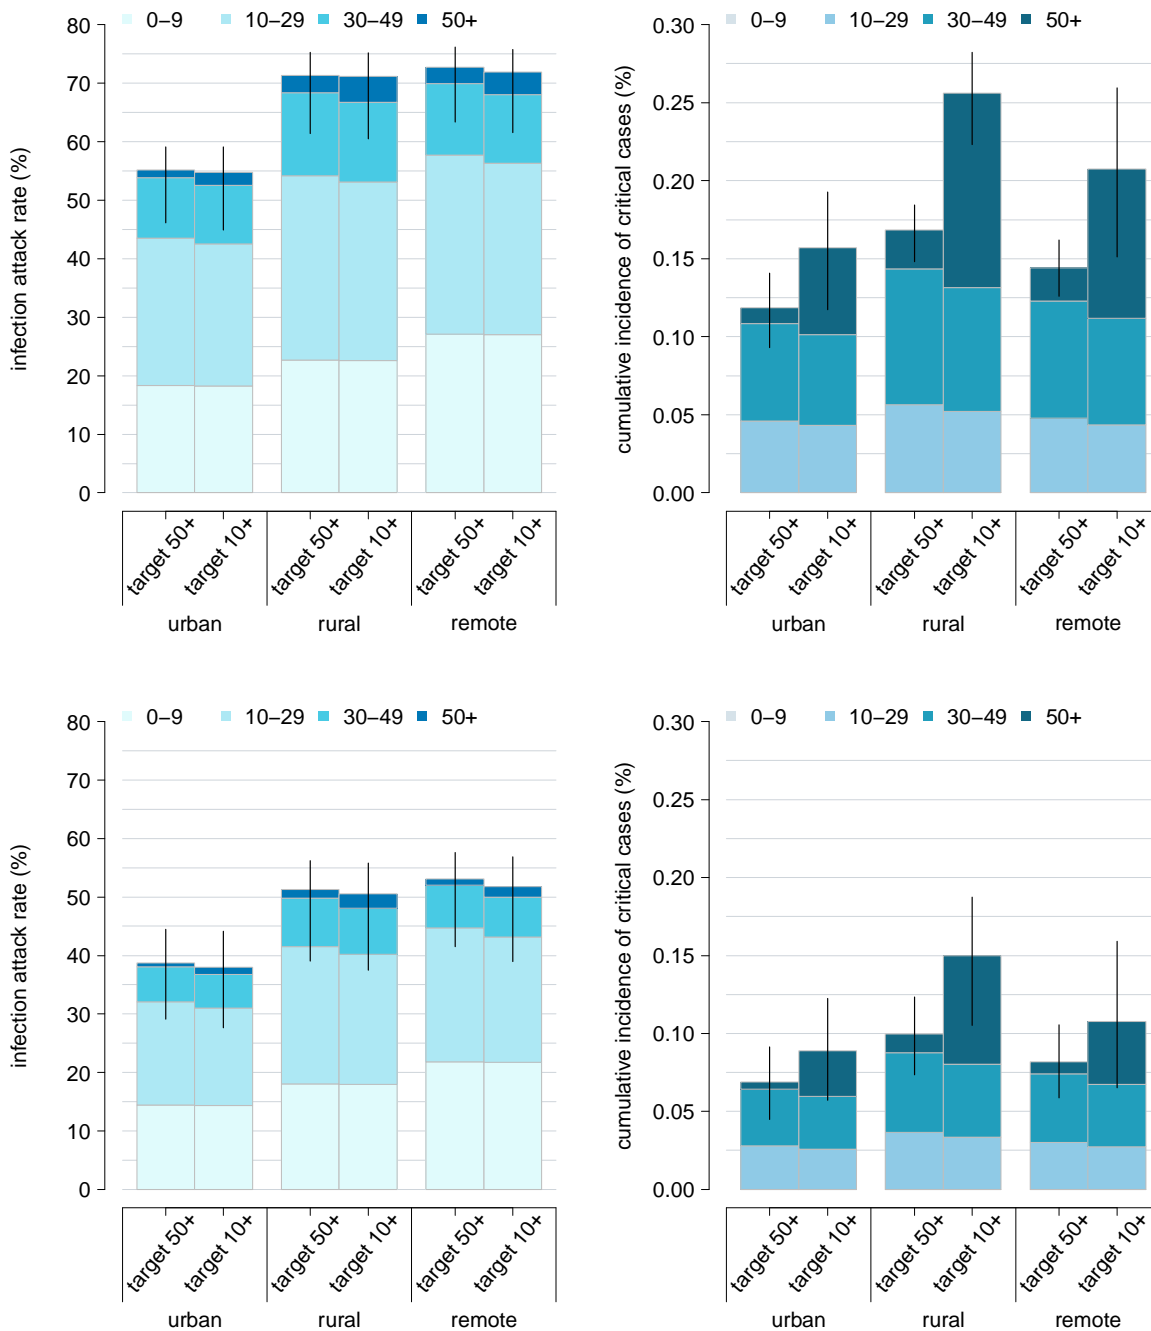 0–9 10–29 30–49 50+
infection attack rate (%)
80
70
60
50
40
30
20
10
0
target 50+ target 10+ target 50+ target 10+ target 50+ target 10+
urban rural remote
0–9 10–29 30–49 50+
cumulative incidence of critical cases (%)
0.30
0.25
0.20
0.15
0.10
0.05
0.00
target 50+ target 10+ target 50+ target 10+ target 50+ target 10+
urban rural remote
0–9 10–29 30–49 50+
infection attack rate (%)
80
70
60
50
40
30
20
10
0
target 50+ target 10+ target 50+ target 10+ target 50+ target 10+
urban rural remote
0–9 10–29 30–49 50+
cumulative incidence of critical cases (%)
0.30
0.25
0.20
0.15
0.10
0.05
0.00
target 50+ target 10+ target 50+ target 10+ target 50+ target 10+
urban rural remote